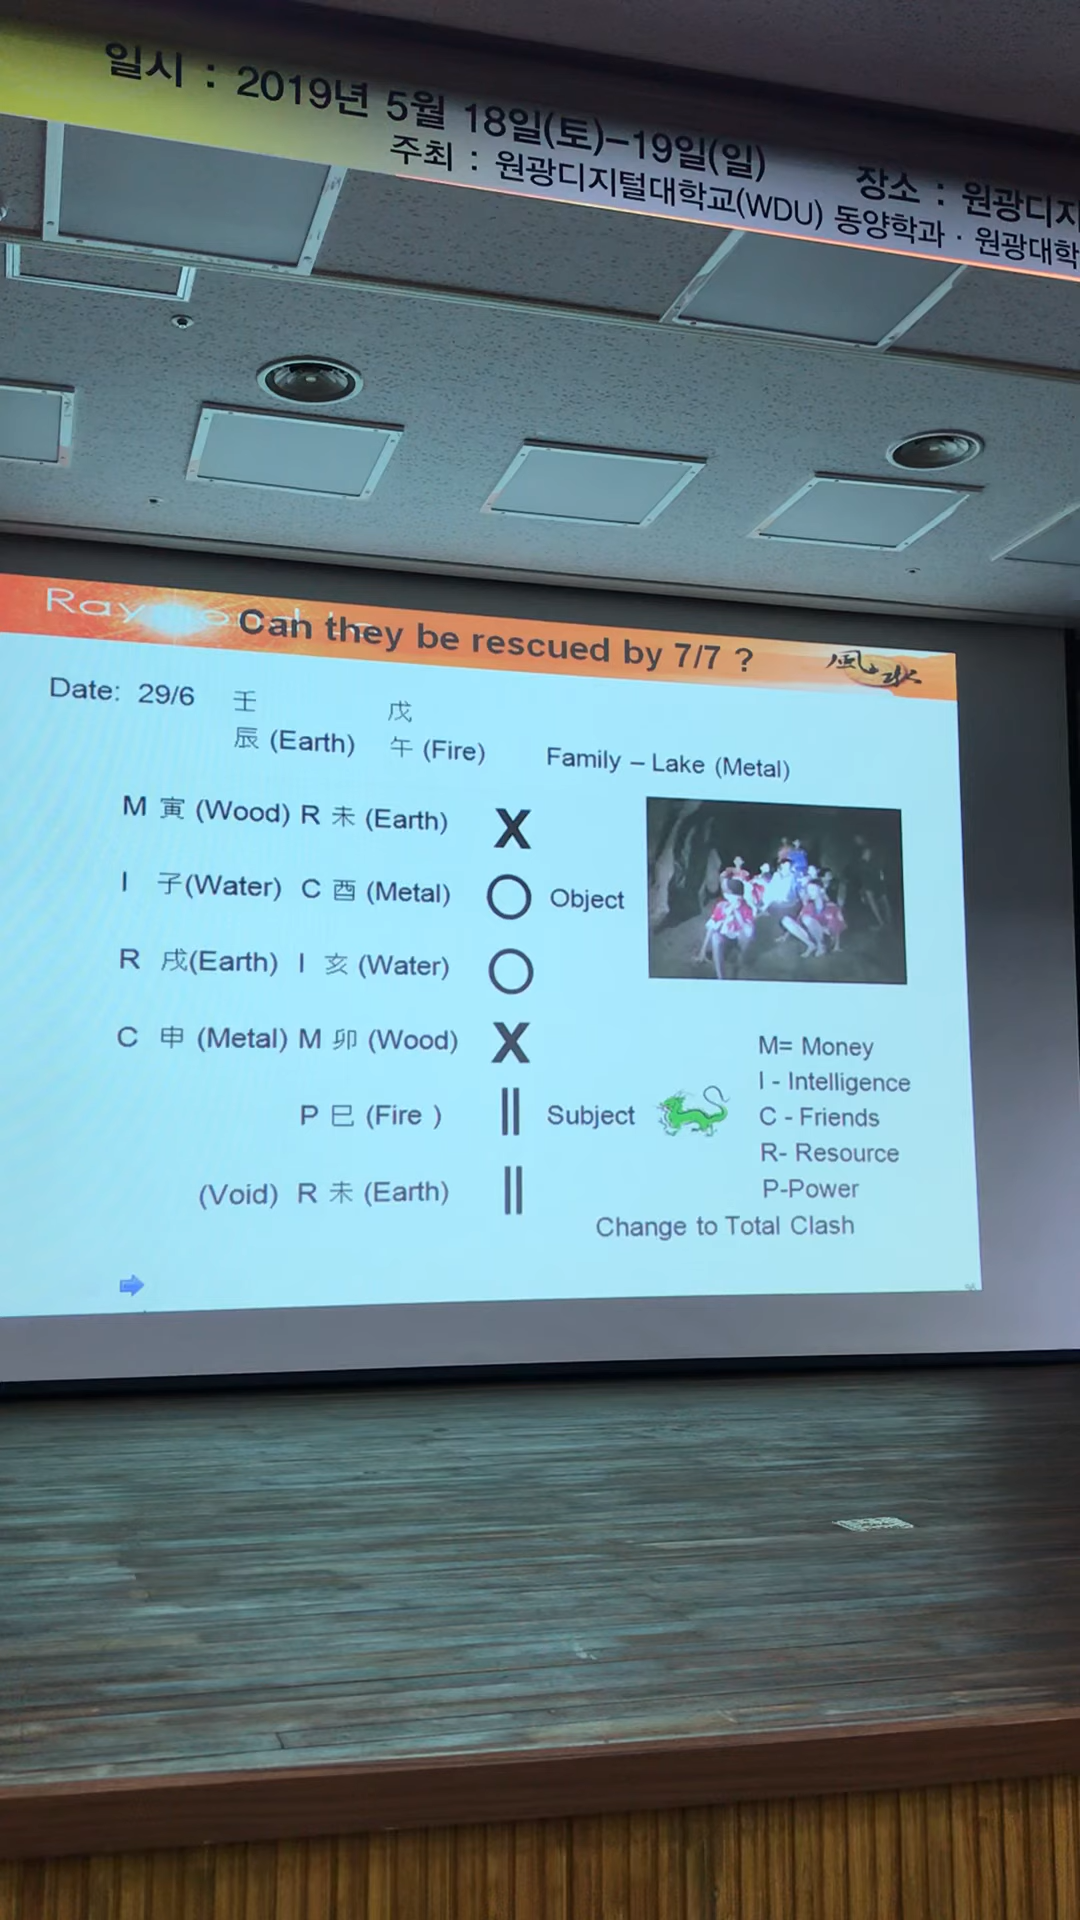 일시 : 2019년 5월 18일(토)–19일(일) 장소 : 원광디지
주최 : 원광디지털대학교(WDU) 동양학과 · 원광대학
Ray
Can they be rescued by 7/7 ?
風水
Date: 29/6 壬 戊
辰 (Earth) 午 (Fire) Family – Lake (Metal)
M 寅 (Wood) R 未 (Earth) X
I 子(Water) C 酉 (Metal) O Object
R 戌(Earth) I 亥 (Water) O
C 申 (Metal) M 卯 (Wood) X
P 巳 (Fire ) || Subject
(Void) R 未 (Earth) ||
M= Money
I - Intelligence
C - Friends
R- Resource
P-Power
Change to Total Clash